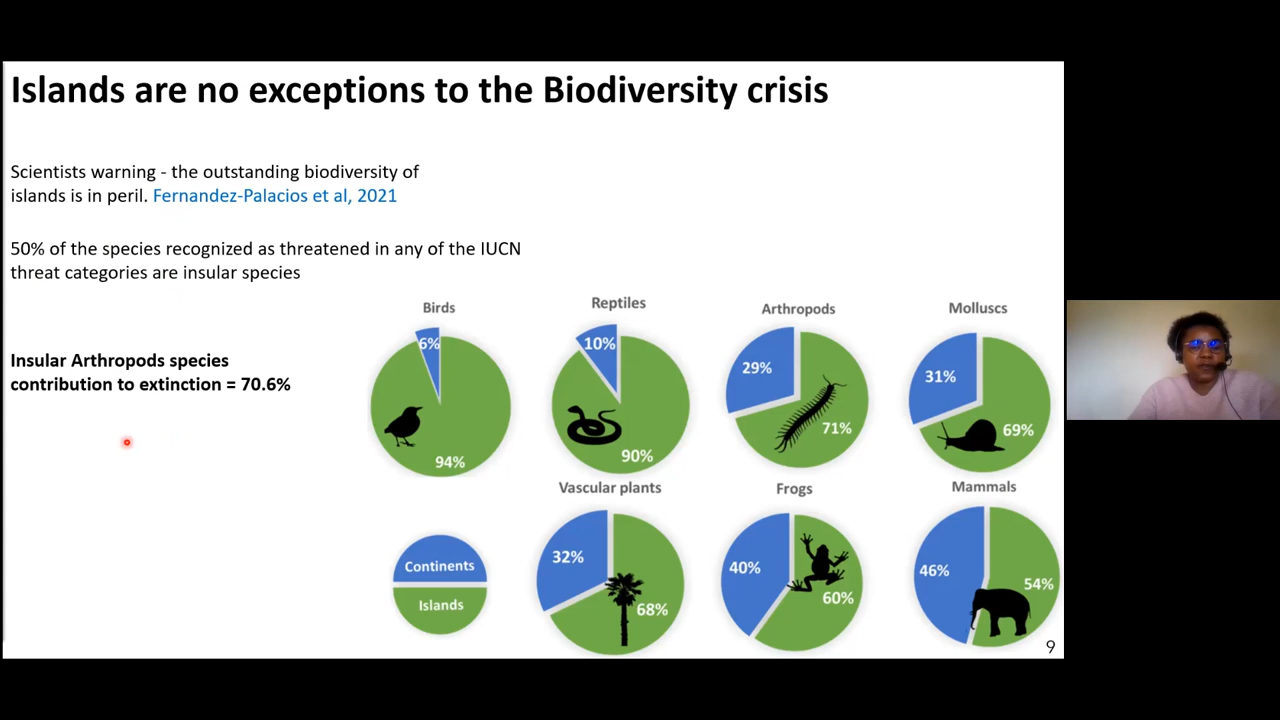 Islands are no exceptions to the Biodiversity crisis
Scientists warning - the outstanding biodiversity of
islands is in peril. Fernandez-Palacios et al, 2021
50% of the species recognized as threatened in any of the IUCN
threat categories are insular species
Insular Arthropods species
contribution to extinction = 70.6%
Birds
6%
94%
Reptiles
10%
90%
Arthropods
29%
71%
Molluscs
31%
69%
Continents
Islands
Vascular plants
32%
68%
Frogs
40%
60%
Mammals
46%
54%
9